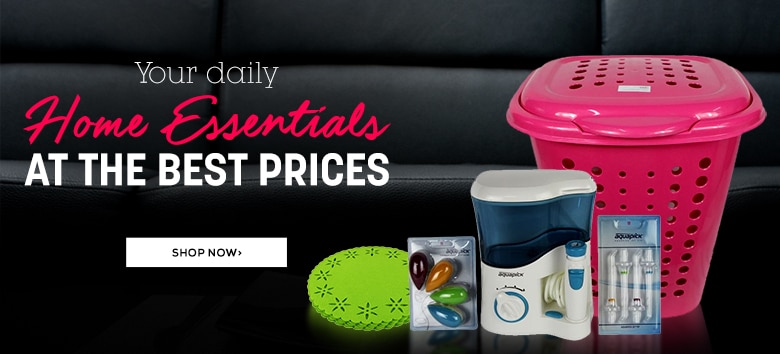 Your daily
Home Essentials
AT THE BEST PRICES
SHOP NOW›
aquapick
aquapick